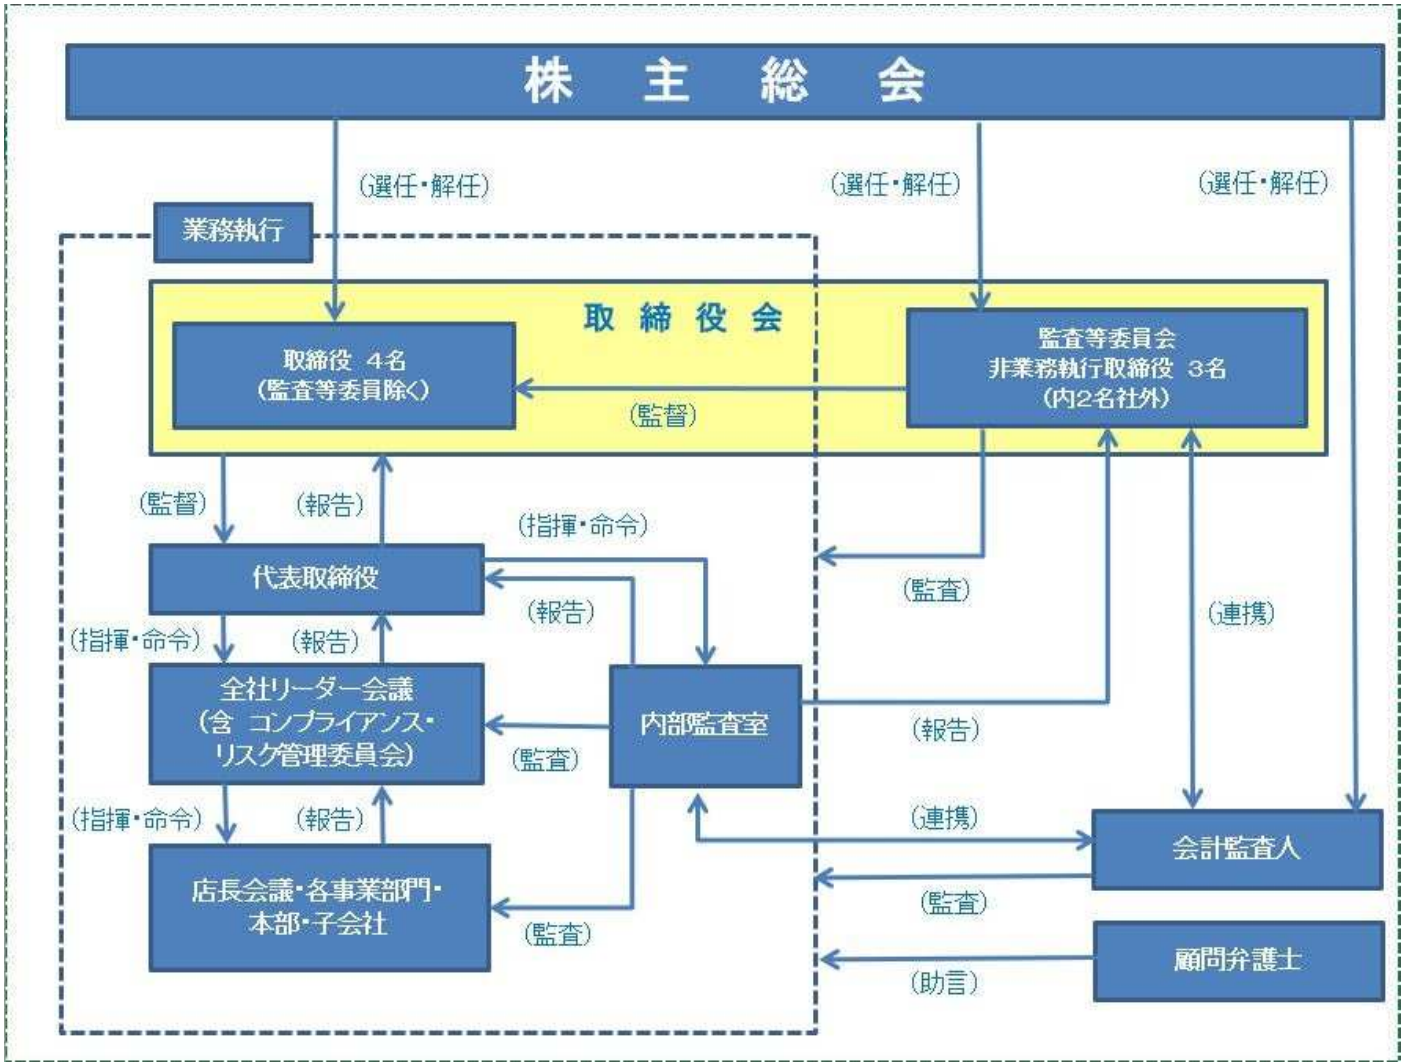 株主総会
(選任・解任)
(選任・解任)
(選任・解任)
業務執行
取締役会
取締役 4名
(監査等委員除く)
監査等委員会
非業務執行取締役 3名
(内2名社外)
(監督)
(監督)
(報告)
(指揮・命令)
代表取締役
(報告)
(監査)
(連携)
(指揮・命令)
(報告)
全社リーダー会議
(含 コンプライアンス・
リスク管理委員会)
内部監査室
(監査)
(報告)
(指揮・命令)
(報告)
(連携)
会計監査人
店長会議・各事業部門・
本部・子会社
(監査)
(監査)
顧問弁護士
(助言)